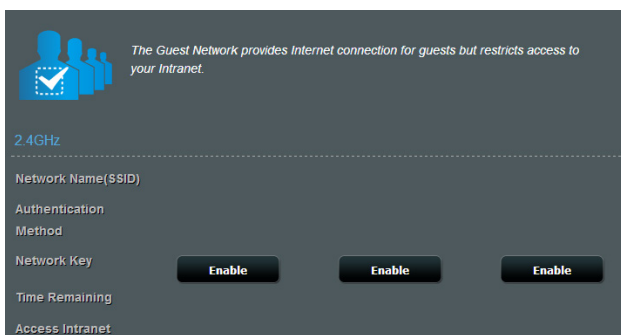 The Guest Network provides Internet connection for guests but restricts access to
your Intranet.
2.4GHz
Network Name(SSID)
Authentication
Method
Network Key
Enable Enable Enable
Time Remaining
Access Intranet